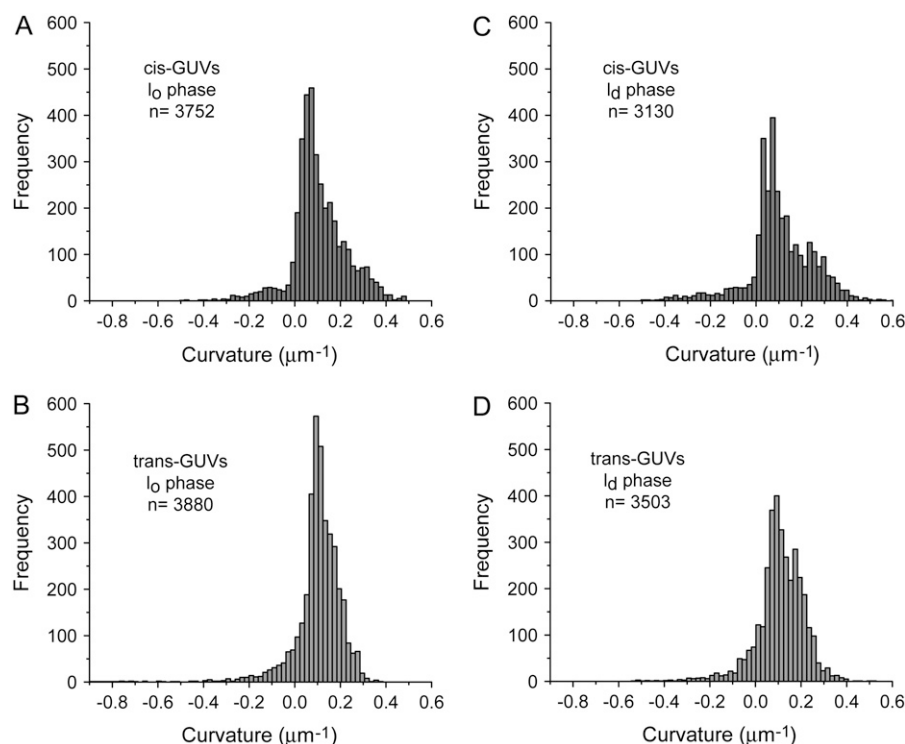 A
600
500
400
300
200
100
0
Frequency
cis-GUVs
lo phase
n= 3752
-0.8 -0.6 -0.4 -0.2 0.0 0.2 0.4 0.6
Curvature (μm-1)
C
600
500
400
300
200
100
0
Frequency
cis-GUVs
ld phase
n= 3130
-0.8 -0.6 -0.4 -0.2 0.0 0.2 0.4 0.6
Curvature (μm-1)
B
600
500
400
300
200
100
0
Frequency
trans-GUVs
lo phase
n= 3880
-0.8 -0.6 -0.4 -0.2 0.0 0.2 0.4 0.6
Curvature (μm-1)
D
600
500
400
300
200
100
0
Frequency
trans-GUVs
ld phase
n= 3503
-0.8 -0.6 -0.4 -0.2 0.0 0.2 0.4 0.6
Curvature (μm-1)